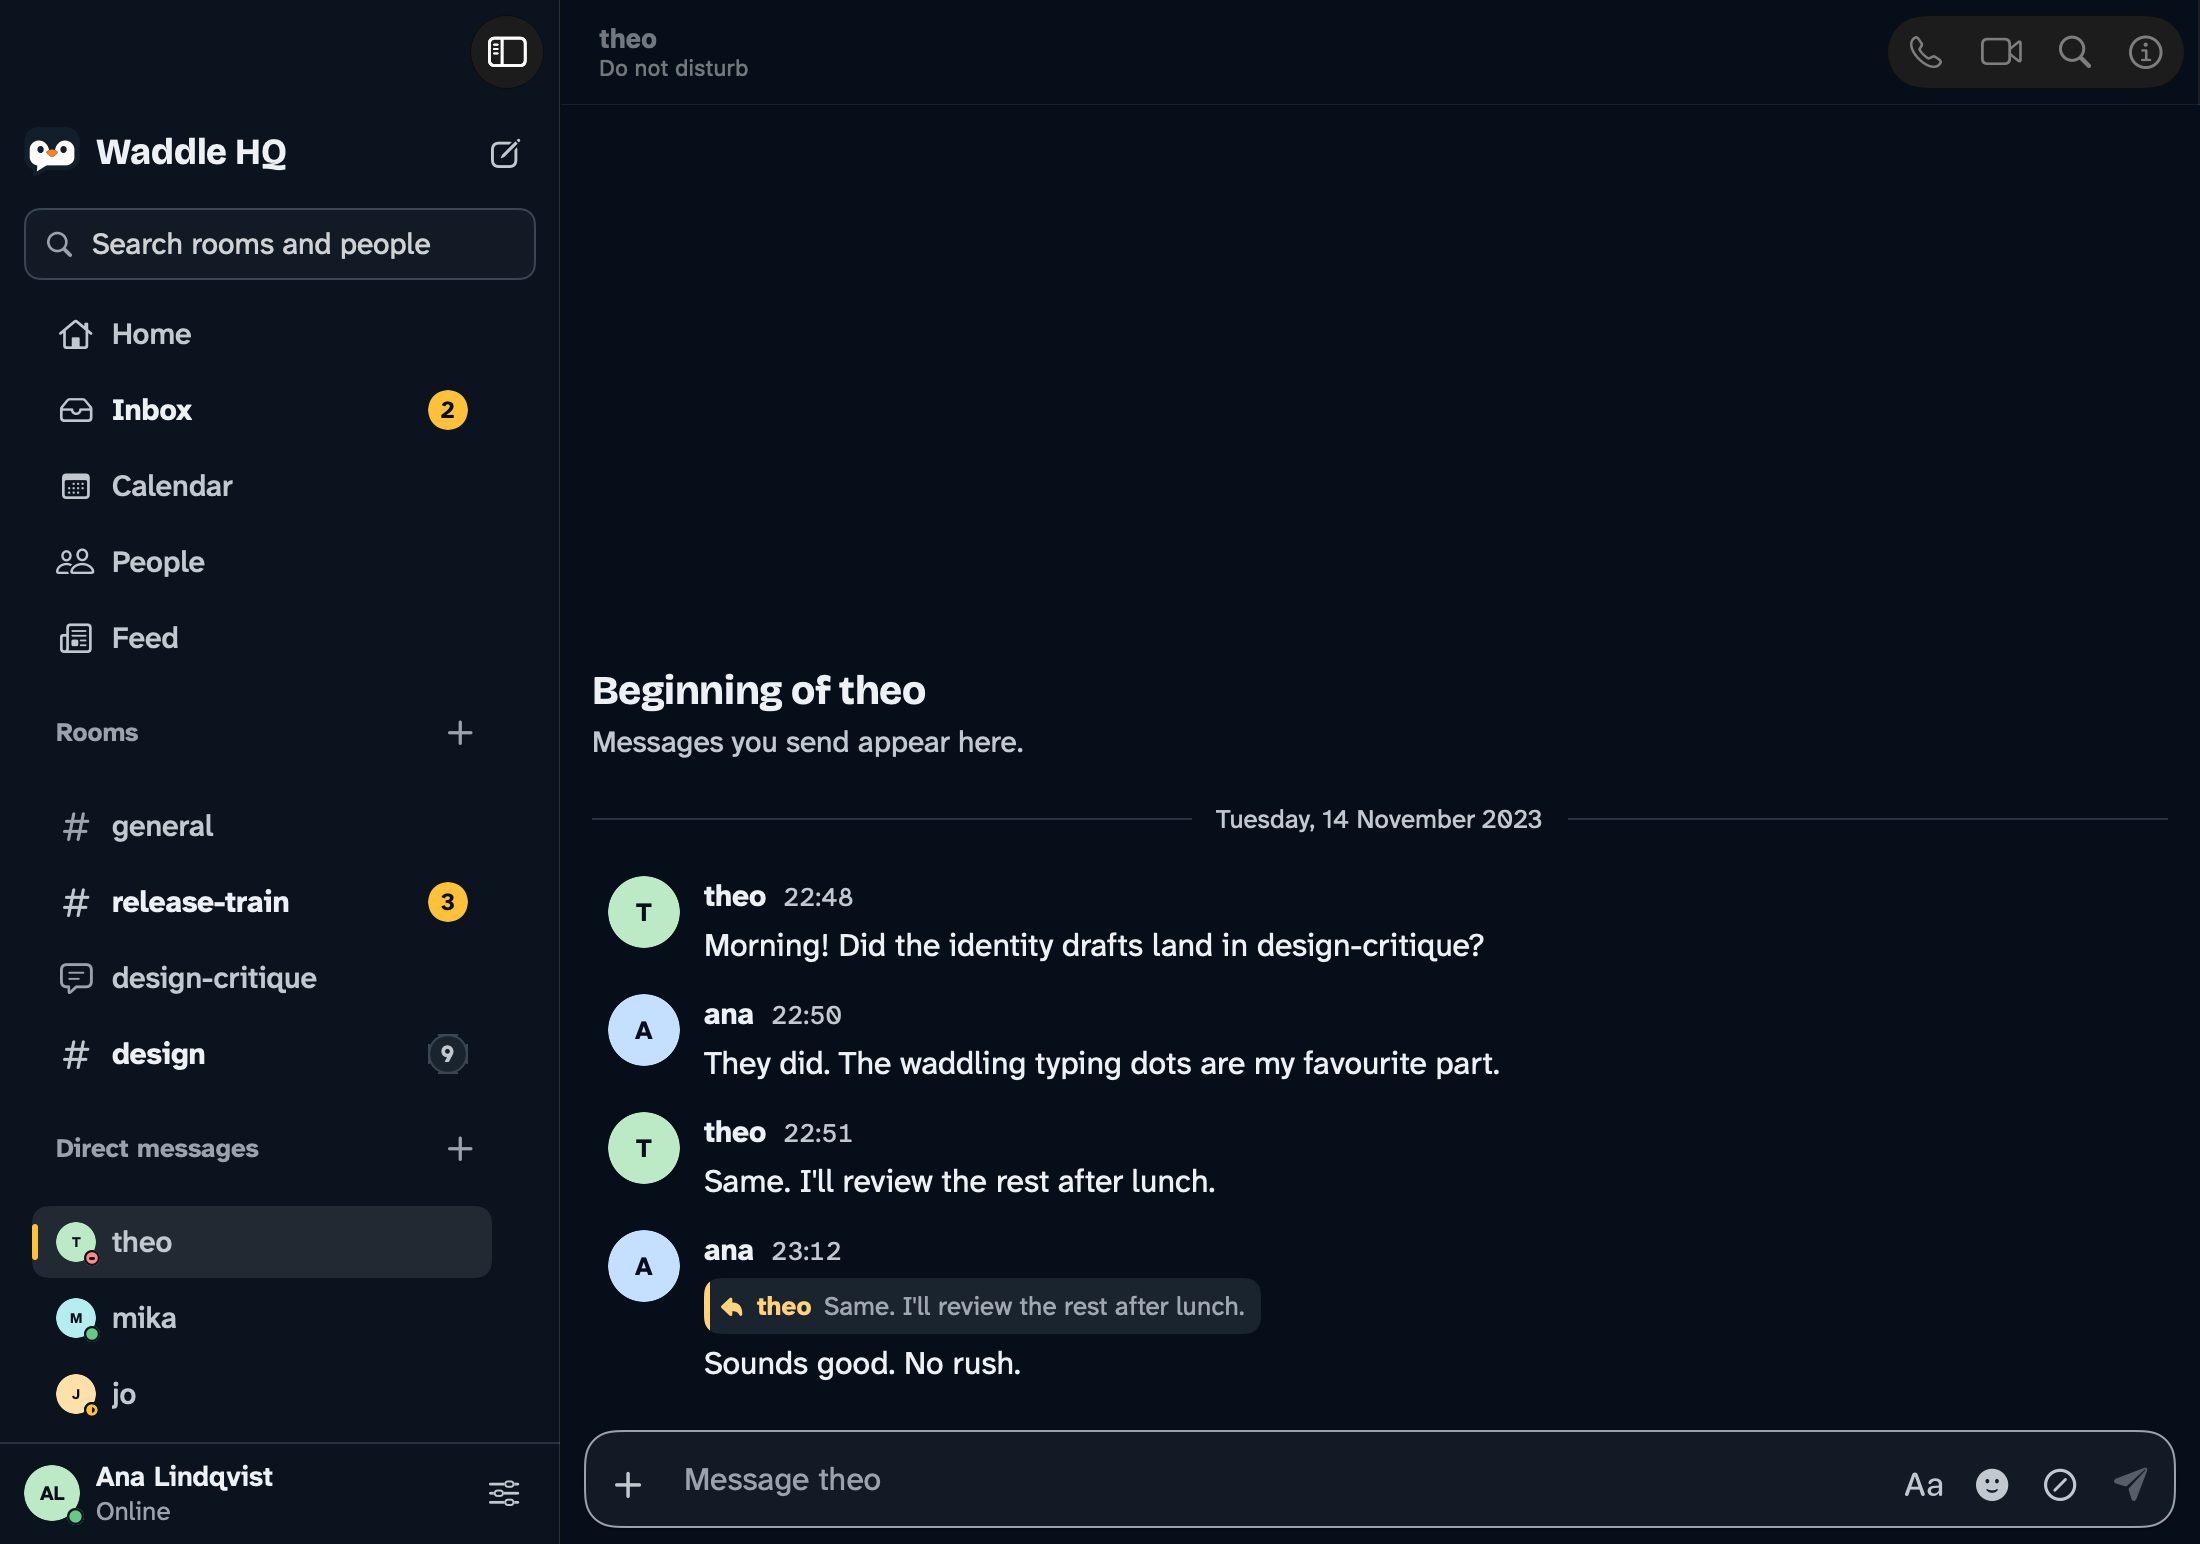 Waddle HQ
Search rooms and people
Home
Inbox 2
Calendar
People
Feed
Rooms
general
release-train 3
design-critique
design 9
Direct messages
T theo
M mika
J jo
AL Ana Lindqvist
Online
theo
Do not disturb
Beginning of theo
Messages you send appear here.
Tuesday, 14 November 2023
T theo 22:48
Morning! Did the identity drafts land in design-critique?
A ana 22:50
They did. The waddling typing dots are my favourite part.
T theo 22:51
Same. I'll review the rest after lunch.
A ana 23:12
theo Same. I'll review the rest after lunch.
Sounds good. No rush.
Message theo Aa